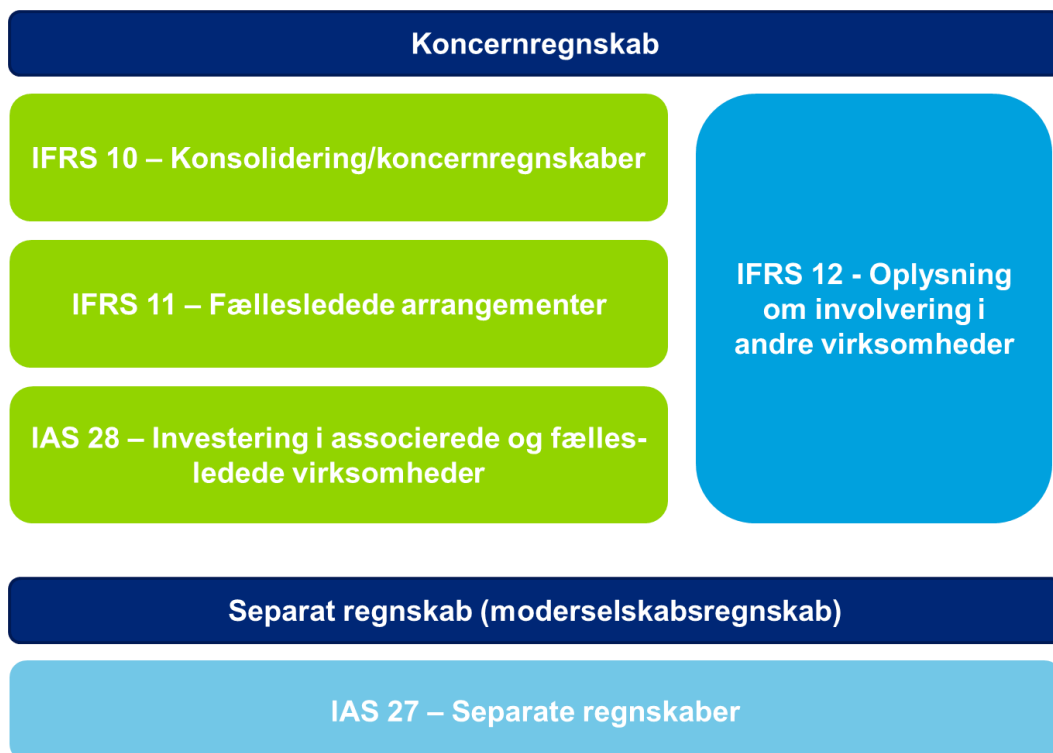 Koncernregnskab
IFRS 10 – Konsolidering/koncernregnskaber
IFRS 11 – Fællesledede arrangementer
IAS 28 – Investering i associerede og fælles-
ledede virksomheder
IFRS 12 - Oplysning
om involvering i
andre virksomheder
Separat regnskab (moderselskabsregnskab)
IAS 27 – Separate regnskaber